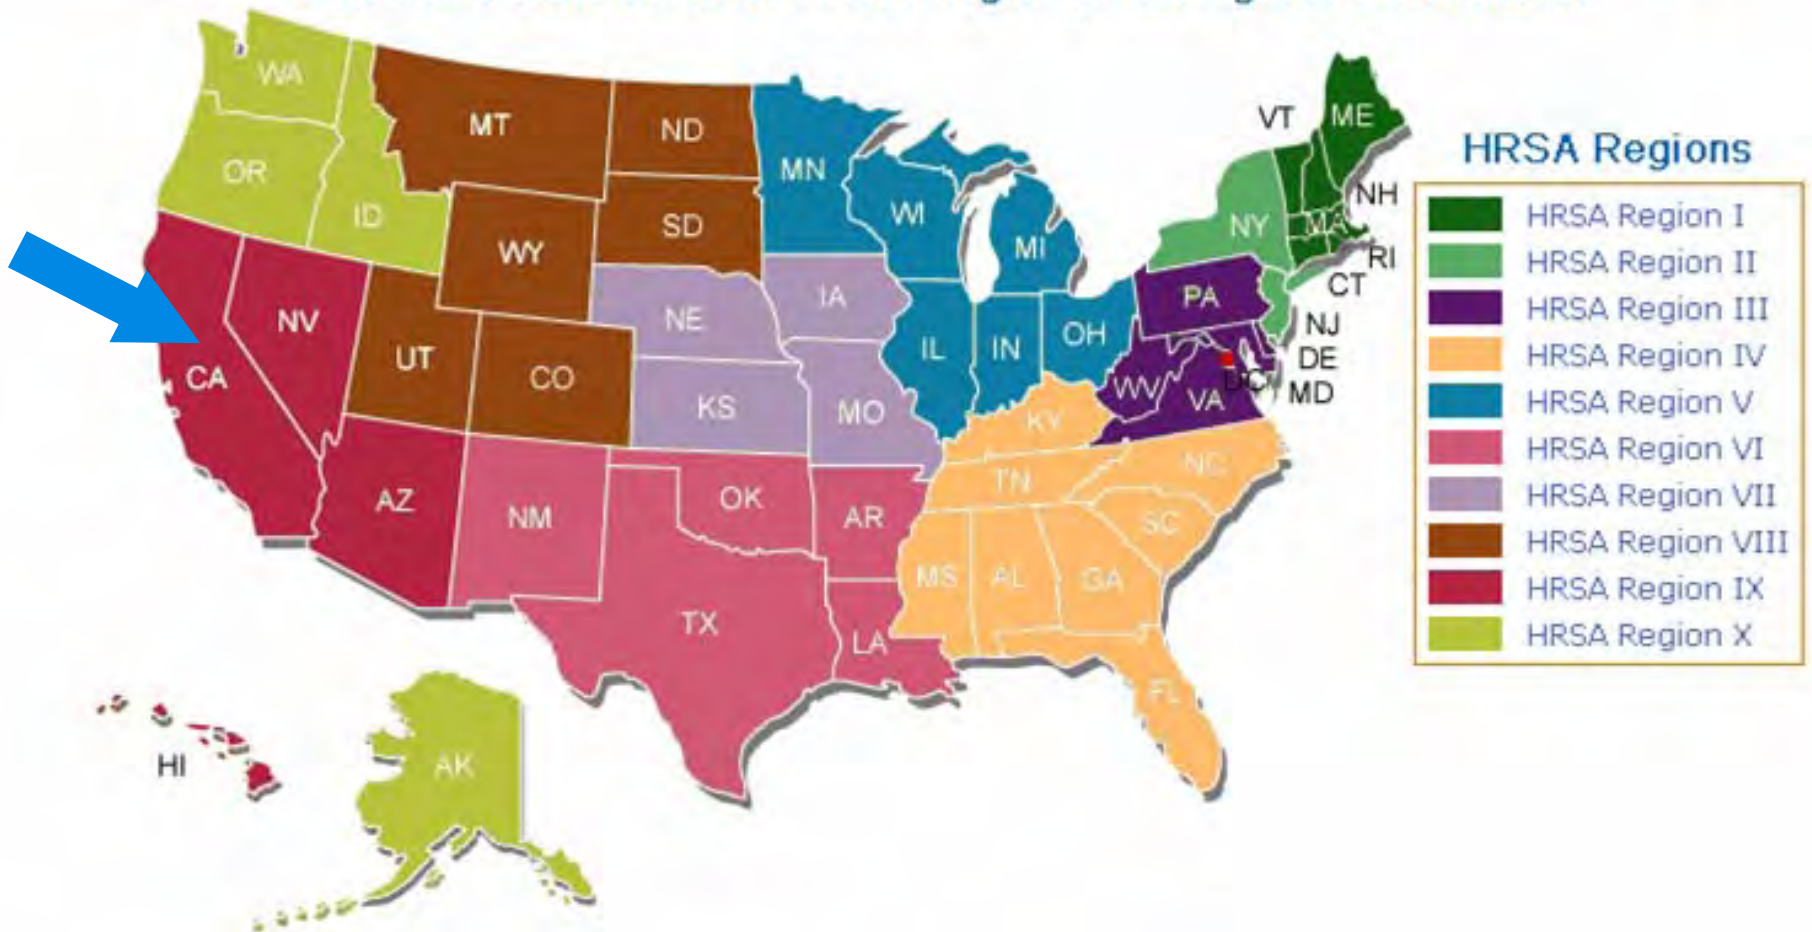 WA
MT
ND
MN
VT
ME
HRSA Regions
OR
ID
WY
SD
WI
MI
NY
NH
MA
RI
CT
HRSA Region I
HRSA Region II
HRSA Region III
HRSA Region IV
HRSA Region V
HRSA Region VI
HRSA Region VII
HRSA Region VIII
HRSA Region IX
HRSA Region X
NV
NE
IA
PA
NJ
CA
UT
CO
IL
IN
OH
DE
DC
MD
KS
MO
WV
VA
KY
AZ
NM
OK
AR
TN
NC
SC
TX
LA
MS
AL
GA
FL
HI
AK